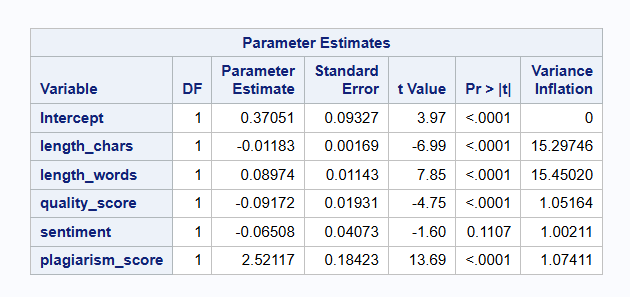 Parameter Estimates
Variable DF Parameter Estimate Standard Error t Value Pr > |t| Variance Inflation
Intercept 1 0.37051 0.09327 3.97 <.0001 0
length_chars 1 -0.01183 0.00169 -6.99 <.0001 15.29746
length_words 1 0.08974 0.01143 7.85 <.0001 15.45020
quality_score 1 -0.09172 0.01931 -4.75 <.0001 1.05164
sentiment 1 -0.06508 0.04073 -1.60 0.1107 1.00211
plagiarism_score 1 2.52117 0.18423 13.69 <.0001 1.07411